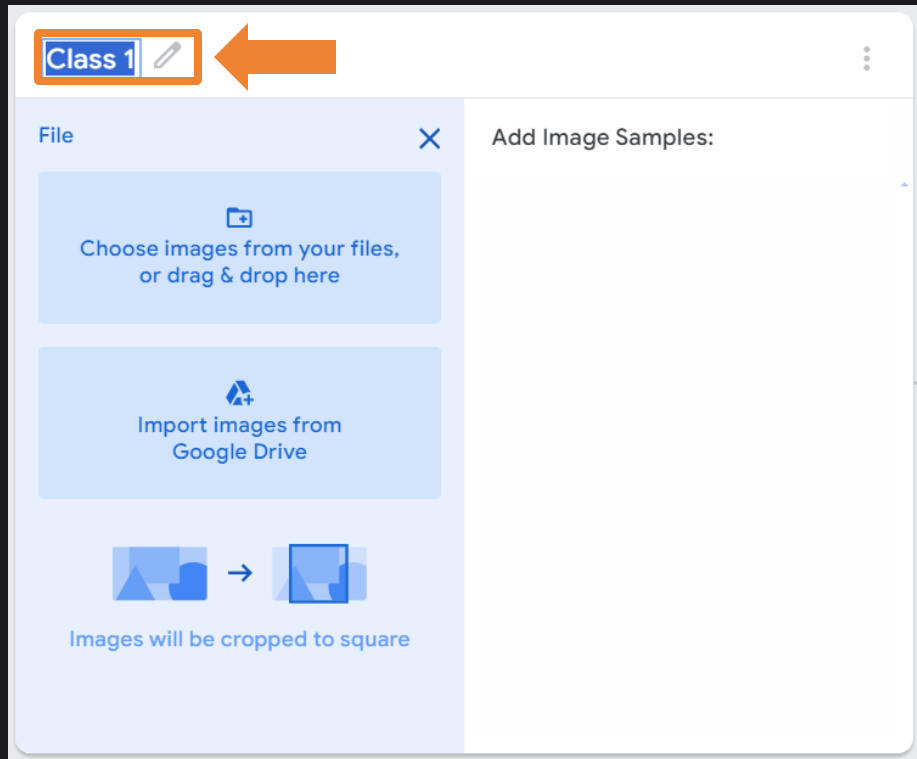 Class 1
File
Add Image Samples:
Choose images from your files,
or drag & drop here
Import images from
Google Drive
Images will be cropped to square